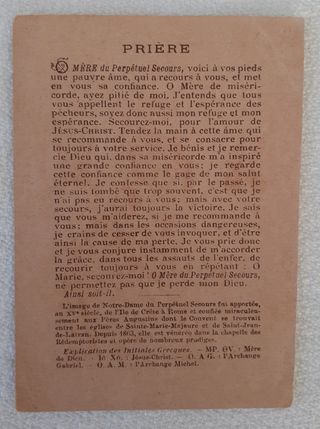 PRIÈRE
O MÈRE du Perpétuel Secours, voici à vos pieds
une pauvre âme, qui a recours à vous, et met
en vous sa confiance. O Mère de miséri-
corde, ayez pitié de moi. J'entends que tous
vous appellent le refuge et l'espérance des
pécheurs, soyez donc aussi mon refuge et mon
espérance. Secourez-moi, pour l'amour de
JÉSUS-CHRIST. Tendez la main à cette âme qui
se recommande à vous, et se consacre pour
toujours à votre service. Je bénis et je remer-
cie Dieu qui, dans sa miséricorde m'a inspiré
une grande confiance en vous: je regarde
cette confiance comme le gage de mon salut
éternel. Je confesse que si, par le passé, je
ne suis tombé que trop souvent, c'est que je
n'ai pas eu recours à vous; mais avec votre
secours, j'aurai toujours la victoire. Je sais
que vous m'aiderez, si je me recommande à
vous; mais dans les occasions dangereuses,
je crains de cesser de vous invoquer, et d'être
ainsi la cause de ma perte. Je vous prie donc
et je vous conjure instamment de m'accorder
la grâce, dans tous les assauts de l'enfer, de
recourir toujours à vous en répétant: O
Marie, secourez-moi! O Mère du Perpétuel Secours,
ne permettez pas que je perde mon Dieu.
Ainsi soit-il.
L'image de Notre-Dame du Perpétuel Secours fut apportée,
au XVe siècle, de l'Ile de Crète à Rome et confiée miraculeu-
sement aux Pères Augustins dont le Couvent se trouvait
entre les églises de Sainte-Marie-Majeure et de Saint-Jean-
de-Latran. Depuis 1865, elle est vénérée dans la chapelle des
Rédemptoristes et opère de nombreux prodiges.
Explication des Initiales Grecques. — MP. ΘV.: Mère
de Dieu. — Ic Xc.: Jésus-Christ. — O. A. G.: l'Archange
Gabriel. — O. A. M.: l'Archange Michel.